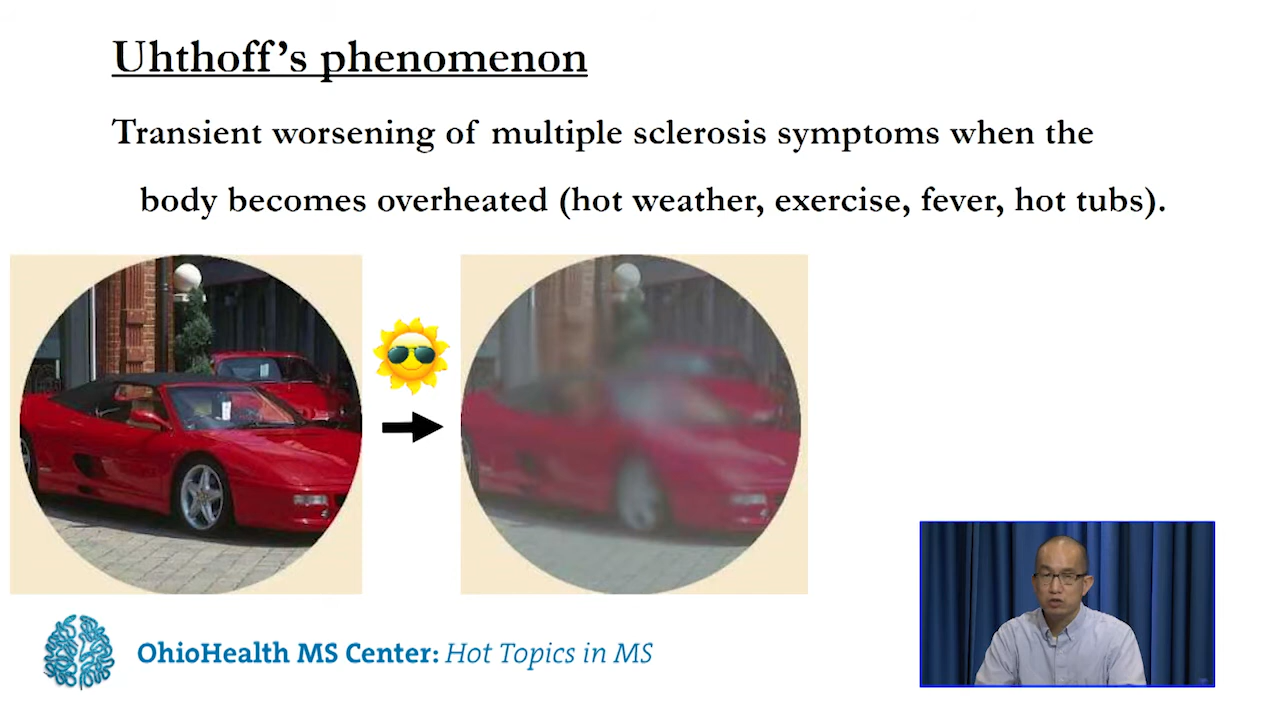 Uhthoff’s phenomenon
Transient worsening of multiple sclerosis symptoms when the
body becomes overheated (hot weather, exercise, fever, hot tubs).
OhioHealth MS Center: Hot Topics in MS